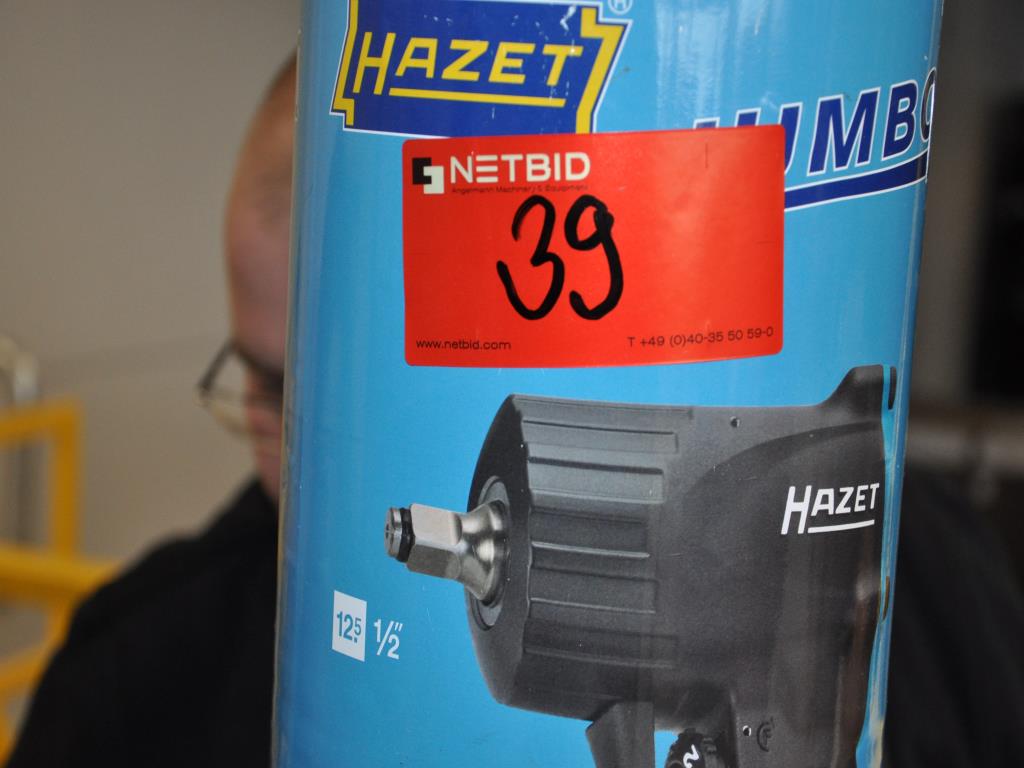 HAZET
®
JUMBO
NETBID
Angermann Machinery & Equipment
39
www.netbid.com
T +49 (0)40-35 50 59-0
HAZET
12.5 1/2"
2